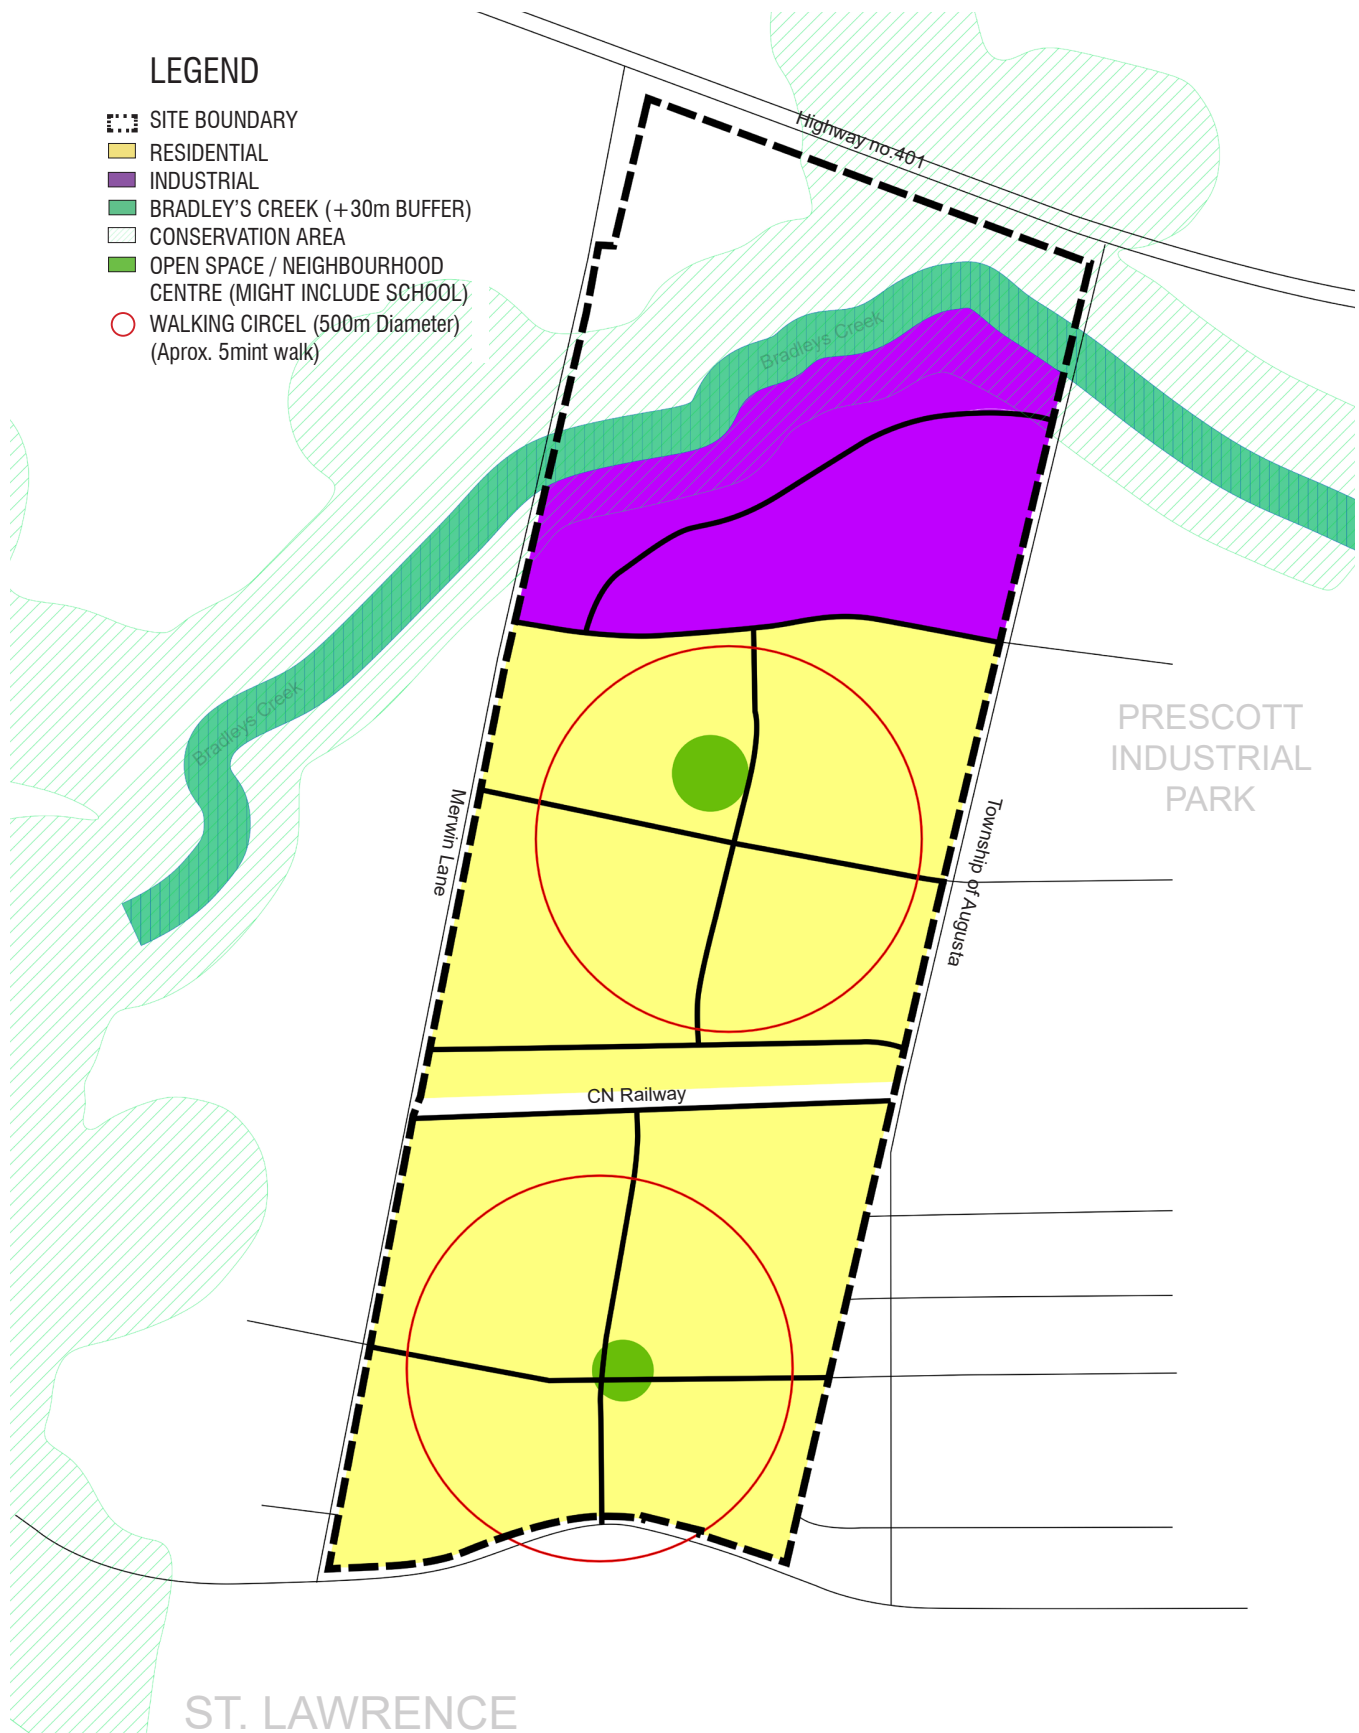 LEGEND
SITE BOUNDARY
RESIDENTIAL
INDUSTRIAL
BRADLEY'S CREEK (+30m BUFFER)
CONSERVATION AREA
OPEN SPACE / NEIGHBOURHOOD
CENTRE (MIGHT INCLUDE SCHOOL)
WALKING CIRCEL (500m Diameter)
(Aprox. 5mint walk)
Highway no.401
Bradleys Creek
Bradleys Creek
PRESCOTT
INDUSTRIAL
PARK
Merwin Lane
Township of Augusta
CN Railway
ST. LAWRENCE